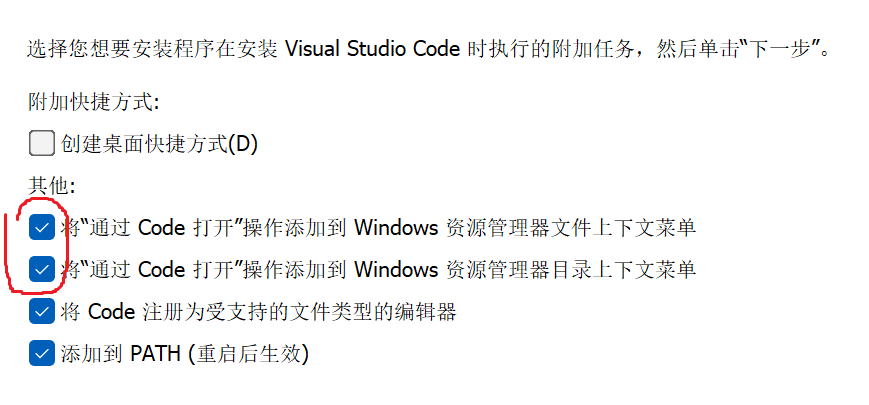 选择您想要安装程序在安装 Visual Studio Code 时执行的附加任务，然后单击“下一步”。
附加快捷方式:
创建桌面快捷方式(D)
其他:
将“通过 Code 打开”操作添加到 Windows 资源管理器文件上下文菜单
将“通过 Code 打开”操作添加到 Windows 资源管理器目录上下文菜单
将 Code 注册为受支持的文件类型的编辑器
添加到 PATH (重启后生效)